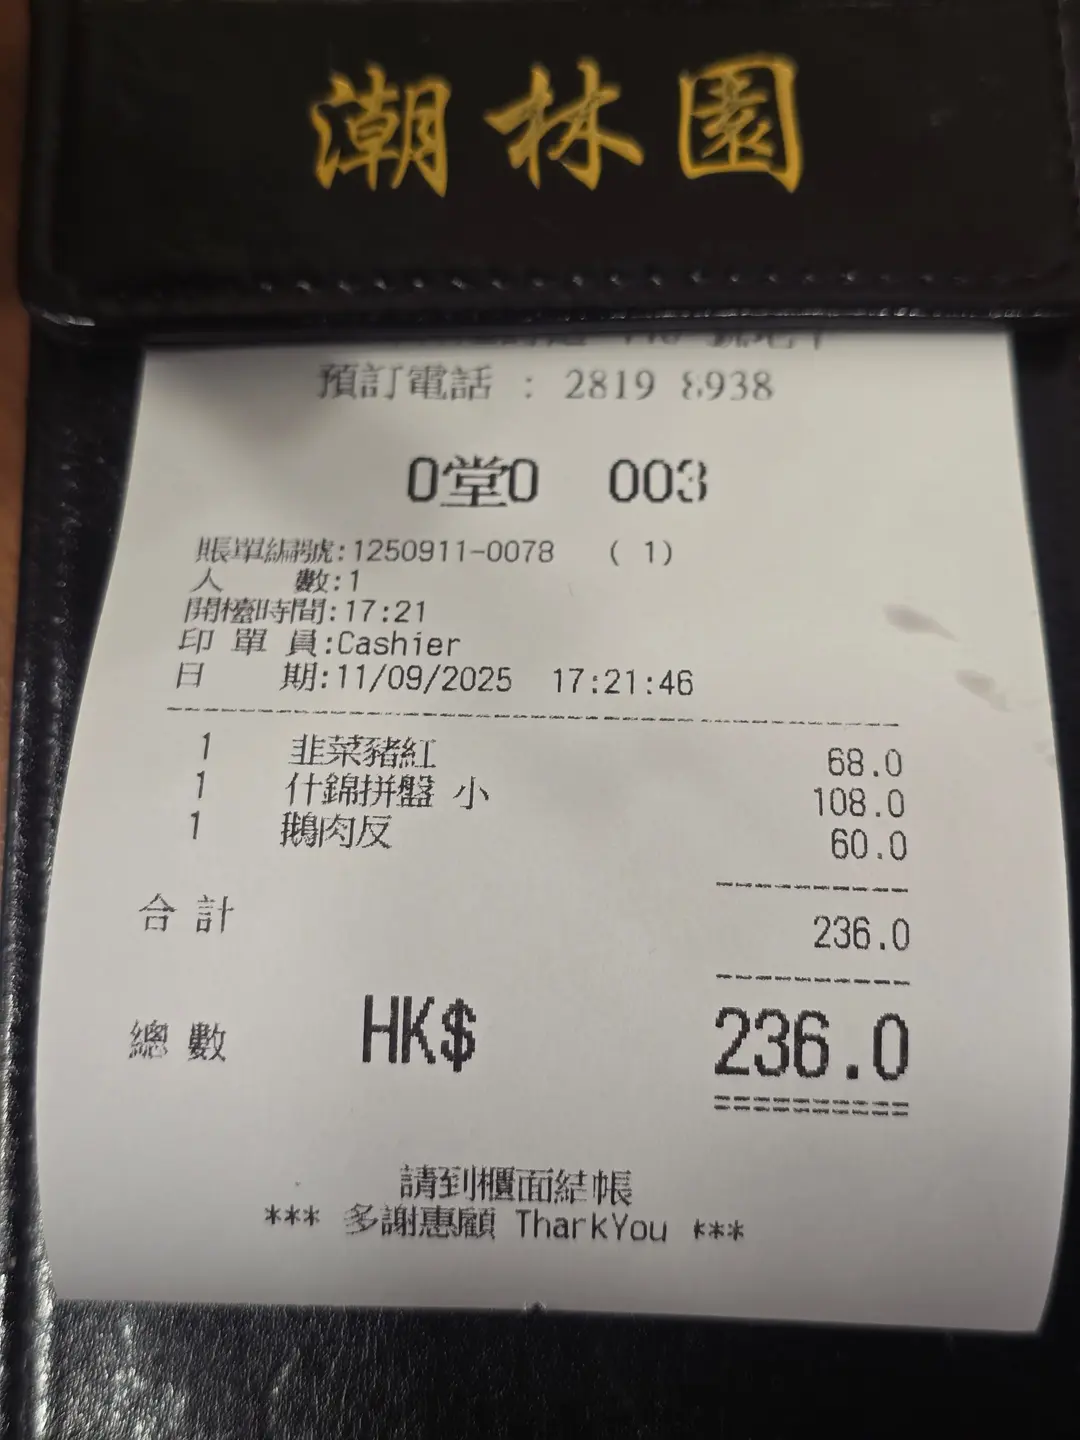 潮林園
預訂電話 : 2819 8938
0堂0 003
賬單編號:1250911-0078 ( 1)
人 數:1
開檯時間:17:21
印 單 員:Cashier
日 期:11/09/2025 17:21:46
1 韭菜豬紅 68.0
1 什錦拼盤 小 108.0
1 鵝肉反 60.0
合 計 236.0
總 數 HK$ 236.0
請到櫃面結帳
*** 多謝惠顧 ThankYou ***